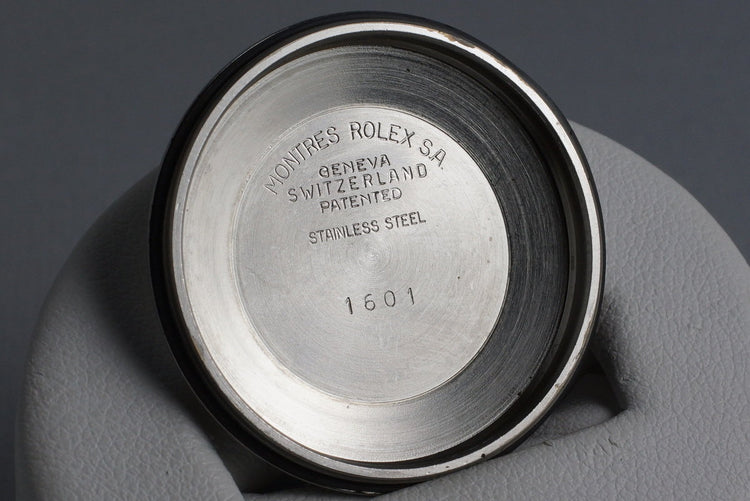 MONTRES ROLEX S.A.
GENEVA
SWITZERLAND
PATENTED
STAINLESS STEEL
1601